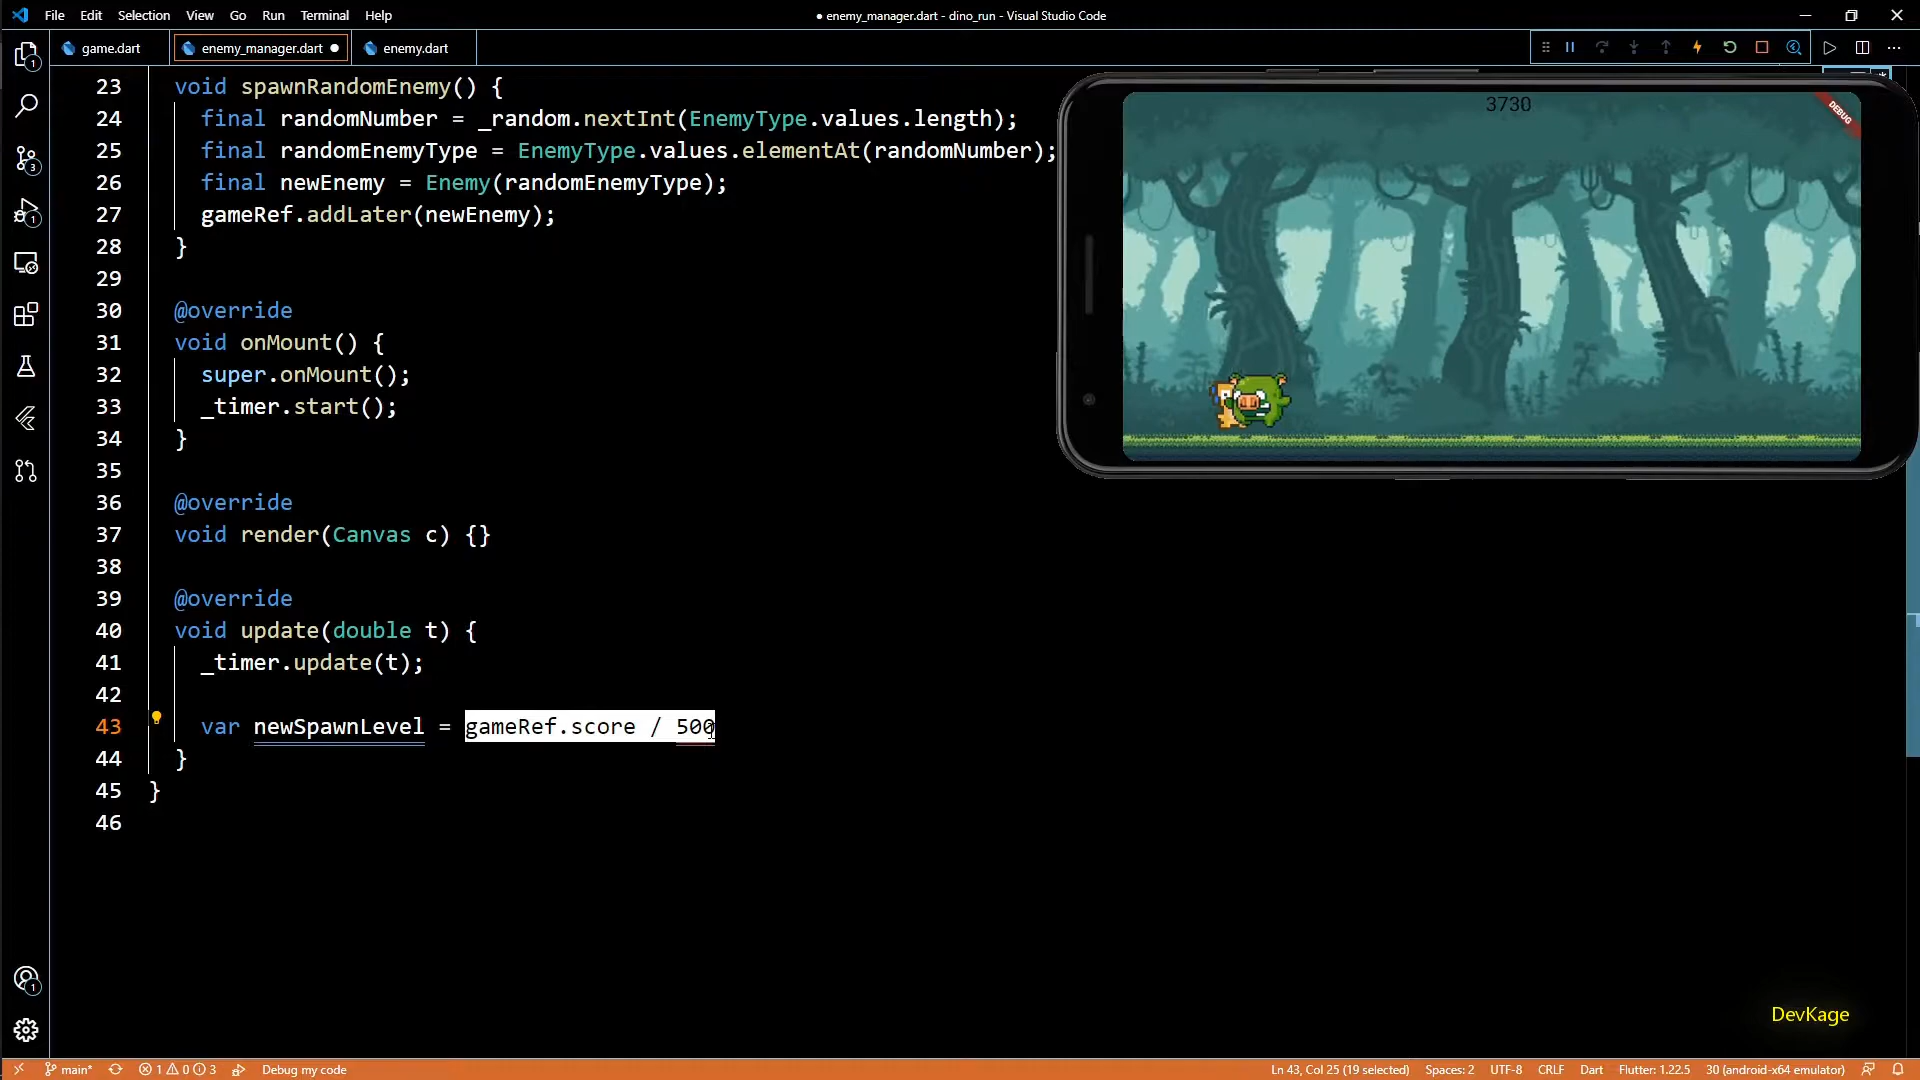 File Edit Selection View Go Run Terminal Help
● enemy_manager.dart - dino_run - Visual Studio Code
game.dart
enemy_manager.dart
enemy.dart
23 void spawnRandomEnemy() {
24 final randomNumber = _random.nextInt(EnemyType.values.length);
25 final randomEnemyType = EnemyType.values.elementAt(randomNumber);
26 final newEnemy = Enemy(randomEnemyType);
27 gameRef.addLater(newEnemy);
28 }
29
30 @override
31 void onMount() {
32 super.onMount();
33 _timer.start();
34 }
35
36 @override
37 void render(Canvas c) {}
38
39 @override
40 void update(double t) {
41 _timer.update(t);
42
43 var newSpawnLevel = gameRef.score / 500
44 }
45 }
46
3730
DEBUG
1
3
1
1
DevKage
main* 1 0 3 Debug my code
Ln 43, Col 25 (19 selected) Spaces: 2 UTF-8 CRLF Dart Flutter: 1.22.5 30 (android-x64 emulator)